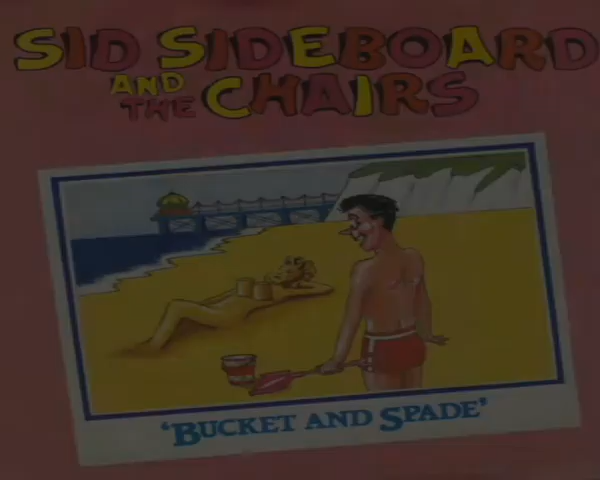 SID SIDEBOARD
AND THE CHAIRS
'BUCKET AND SPADE'